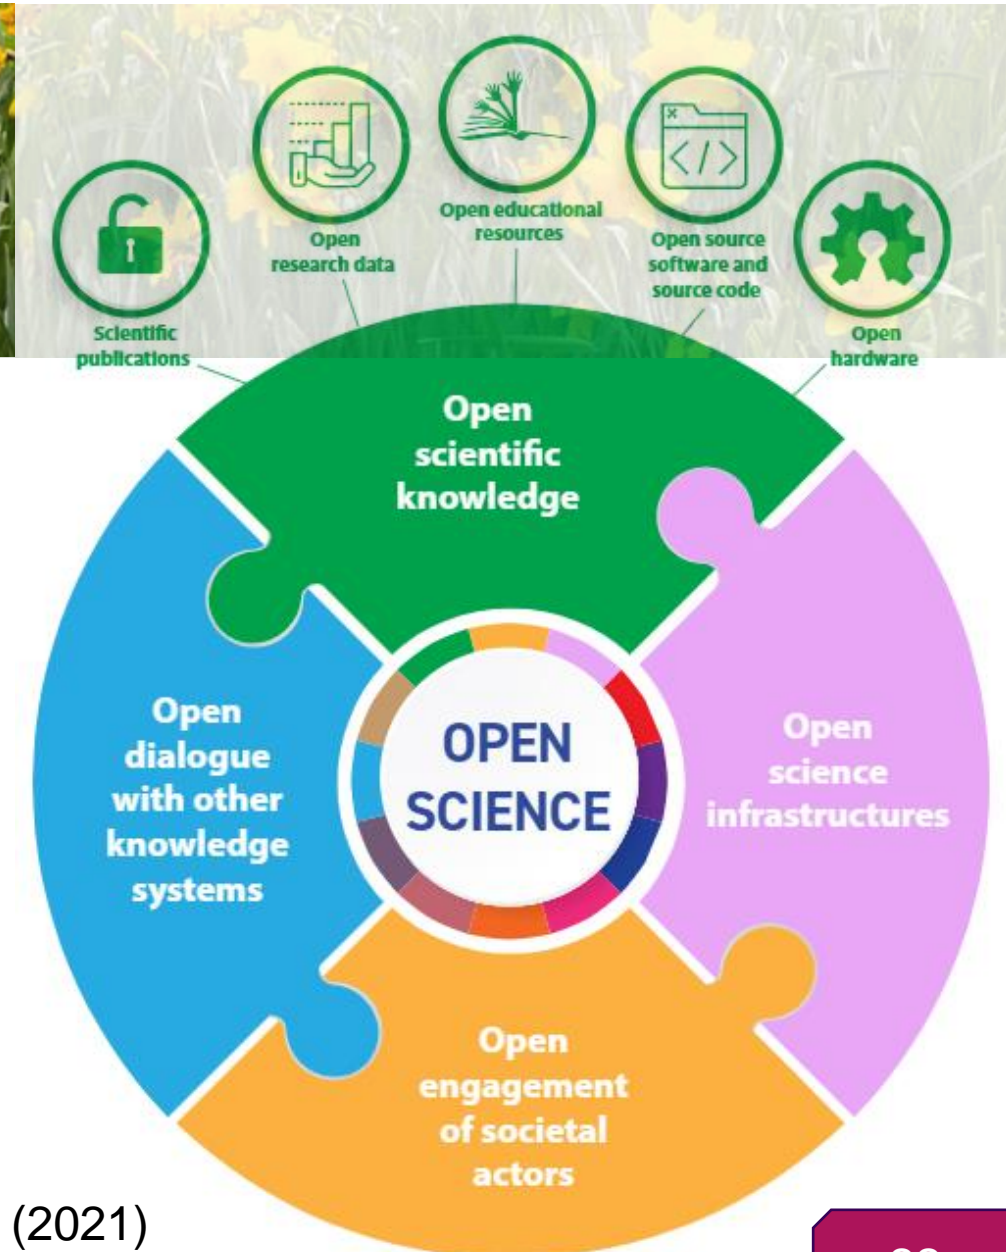 Scientific
publications
Open
research data
Open educational
resources
Open source
software and
source code
Open
hardware
Open
scientific
knowledge
Open
dialogue
with other
knowledge
systems
OPEN
SCIENCE
Open
science
infrastructures
Open
engagement
of societal
actors
(2021)